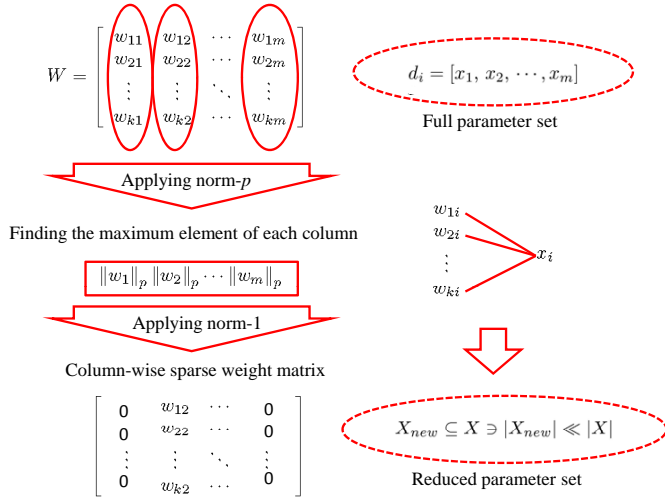 W = [ w11 w12 ⋯ w1m
w21 w22 ⋯ w2m
⋮ ⋮ ⋱ ⋮
wk1 wk2 ⋯ wkm ]
di = [x1, x2, ⋯, xm]
Full parameter set
Applying norm-p
Finding the maximum element of each column
‖w1‖p ‖w2‖p ⋯ ‖wm‖p
Applying norm-1
w1i
w2i
⋮
wki
xi
Column-wise sparse weight matrix
[ 0 w12 ⋯ 0
0 w22 ⋯ 0
⋮ ⋮ ⋱ ⋮
0 wk2 ⋯ 0 ]
Xnew ⊆ X ∋ |Xnew| ≪ |X|
Reduced parameter set